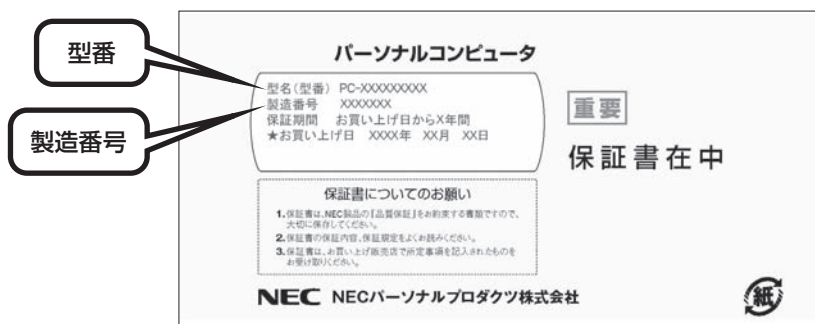 型番
製造番号
パーソナルコンピュータ
型名(型番) PC-XXXXXXXXX
製造番号 XXXXXXX
保証期間 お買い上げ日からX年間
★お買い上げ日 XXXX年 XX月 XX日
重要
保証書在中
保証書についてのお願い
1.保証書は、NEC製品の『品質保証』をお約束する書類ですので、
大切に保存してください。
2.保証書の保証内容、保証規定をよくお読みください。
3.保証書は、お買い上げ販売店で所定事項を記入されたものを
お受け取りください。
NEC NECパーソナルプロダクツ株式会社
紙